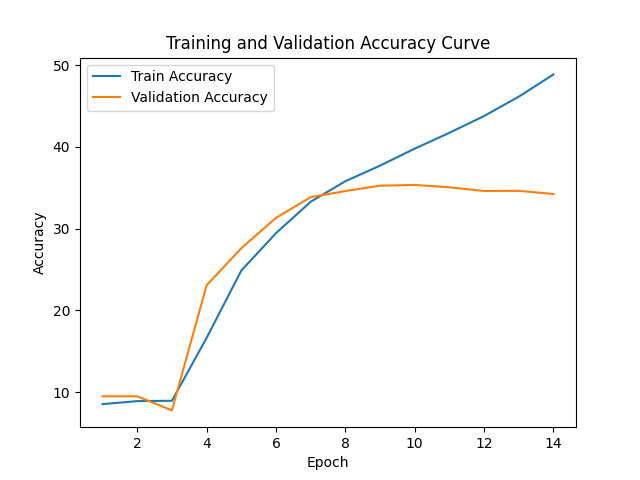 Training and Validation Accuracy Curve
Train Accuracy
Validation Accuracy
50
40
30
20
10
Accuracy
2 4 6 8 10 12 14
Epoch